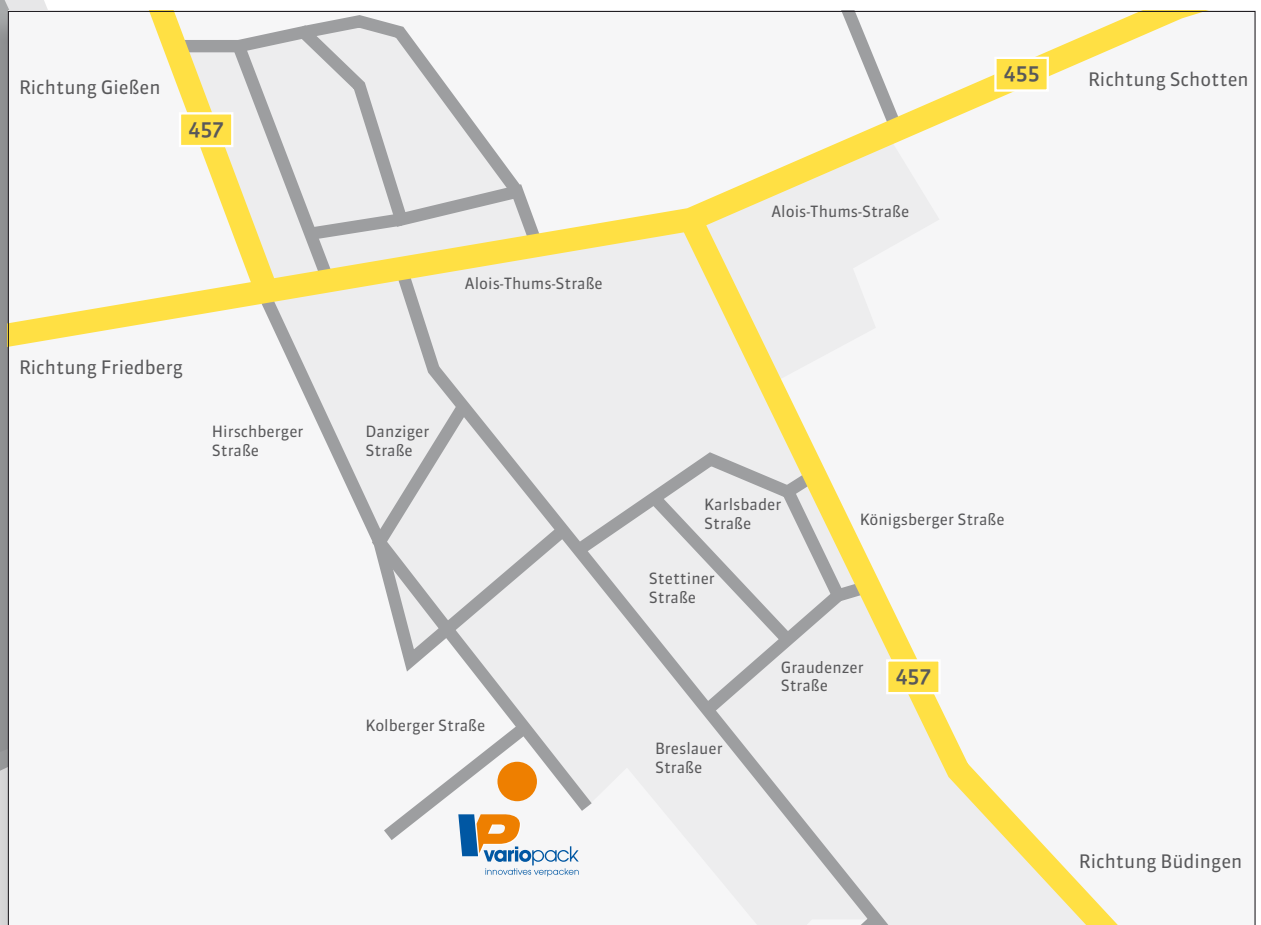 Richtung Gießen
457
455
Richtung Schotten
Alois-Thums-Straße
Alois-Thums-Straße
Richtung Friedberg
Hirschberger
Straße
Danziger
Straße
Karlsbader
Straße
Königsberger Straße
Stettiner
Straße
Graudenzer
Straße
457
Kolberger Straße
Breslauer
Straße
VP
variopack
innovatives verpacken
Richtung Büdingen